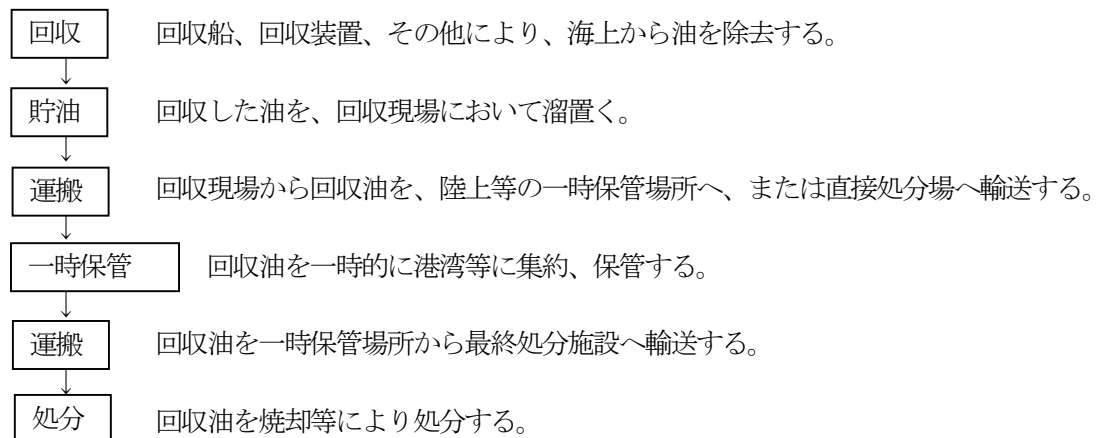 回収 回収船、回収装置、その他により、海上から油を除去する。
↓
貯油 回収した油を、回収現場において溜置く。
↓
運搬 回収現場から回収油を、陸上等の一時保管場所へ、または直接処分場へ輸送する。
↓
一時保管 回収油を一時的に港湾等に集約、保管する。
↓
運搬 回収油を一時保管場所から最終処分施設へ輸送する。
↓
処分 回収油を焼却等により処分する。